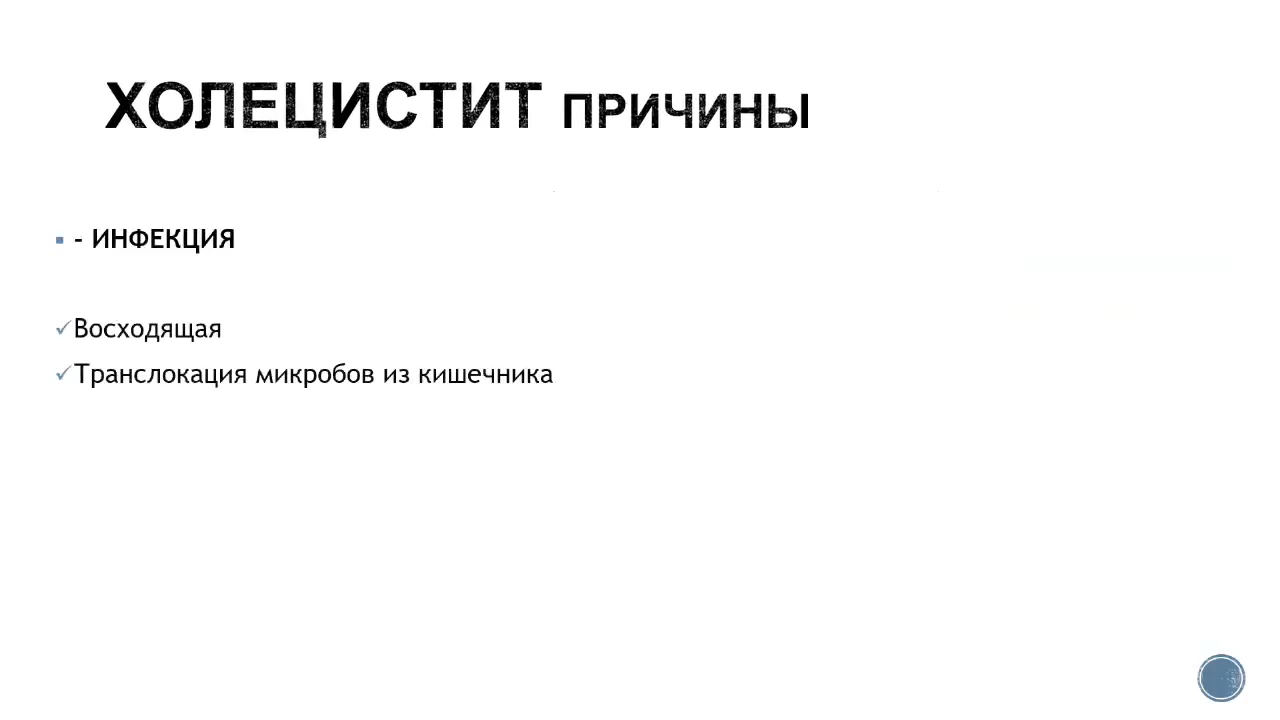 ХОЛЕЦИСТИТ ПРИЧИНЫ
- ИНФЕКЦИЯ
Восходящая
Транслокация микробов из кишечника